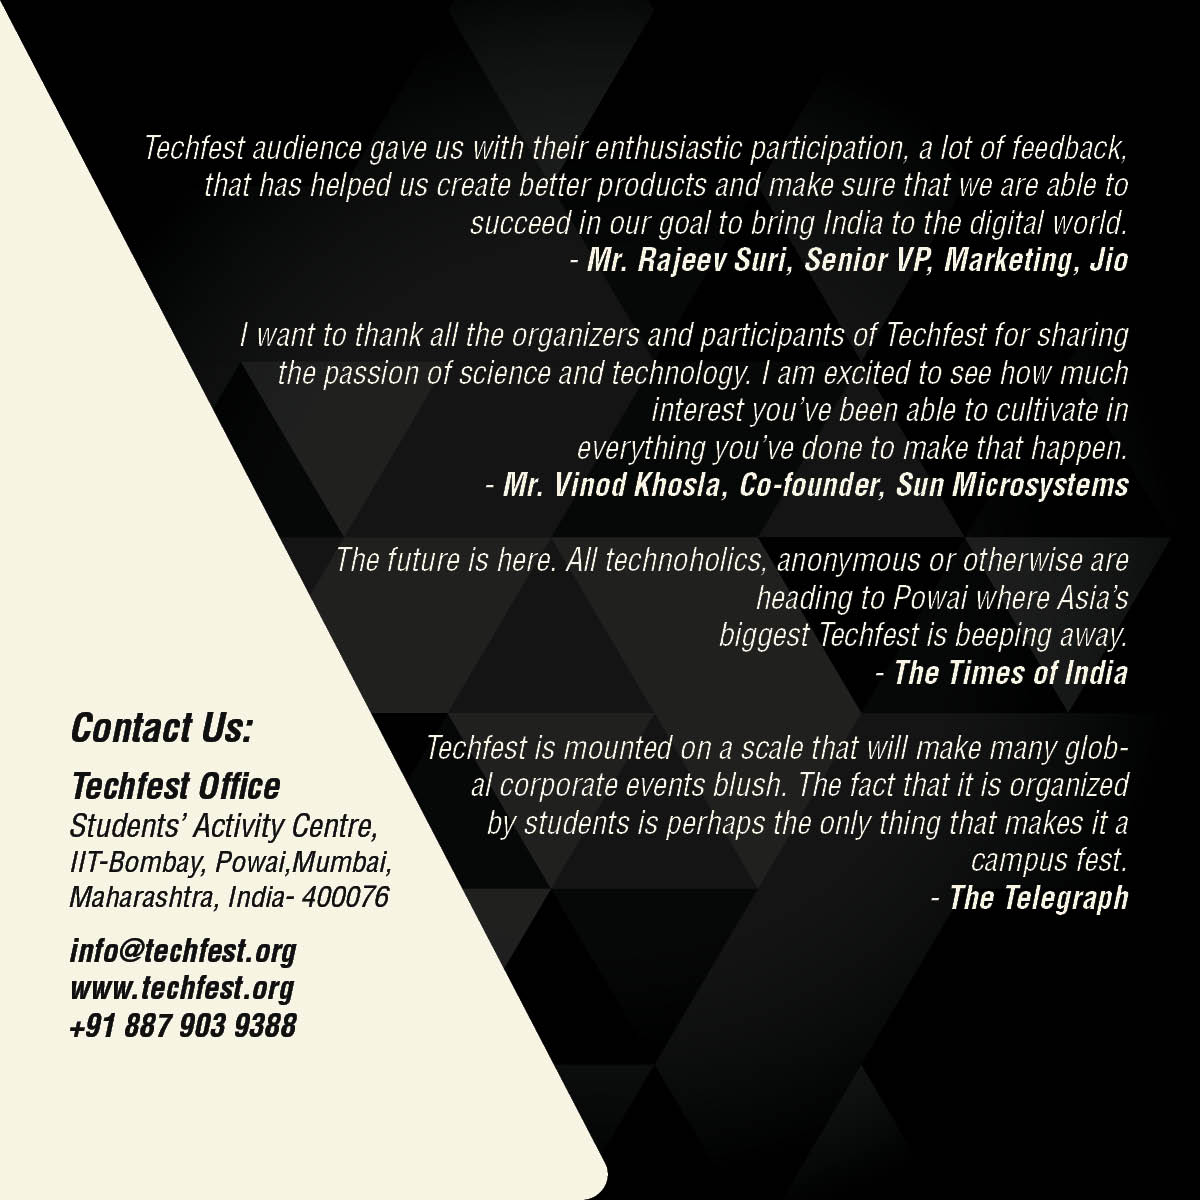 Techfest audience gave us with their enthusiastic participation, a lot of feedback,
that has helped us create better products and make sure that we are able to
succeed in our goal to bring India to the digital world.
- Mr. Rajeev Suri, Senior VP, Marketing, Jio
I want to thank all the organizers and participants of Techfest for sharing
the passion of science and technology. I am excited to see how much
interest you've been able to cultivate in
everything you've done to make that happen.
- Mr. Vinod Khosla, Co-founder, Sun Microsystems
The future is here. All technoholics, anonymous or otherwise are
heading to Powai where Asia's
biggest Techfest is beeping away.
- The Times of India
Techfest is mounted on a scale that will make many glob-
al corporate events blush. The fact that it is organized
by students is perhaps the only thing that makes it a
campus fest.
- The Telegraph
Contact Us:
Techfest Office
Students' Activity Centre,
IIT-Bombay, Powai,Mumbai,
Maharashtra, India- 400076
info@techfest.org
www.techfest.org
+91 887 903 9388